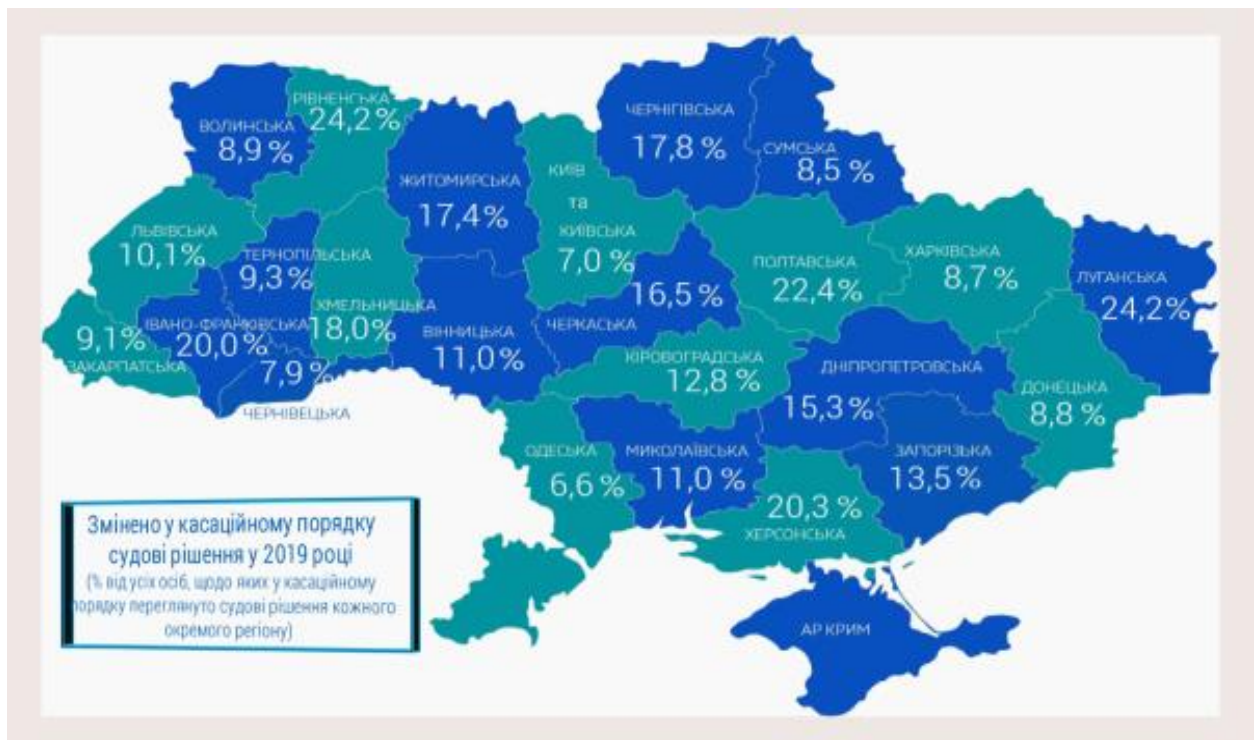 РІВНЕНСЬКА
24,2 %
ВОЛИНСЬКА
8,9 %
ЧЕРНІГІВСЬКА
17,8 %
СУМСЬКА
8,5 %
ЖИТОМИРСЬКА
17,4%
КИЇВ
та
КИЇВСЬКА
7,0 %
ЛЬВІВСЬКА
10,1%
ТЕРНОПІЛЬСЬКА
9,3 %
ХМЕЛЬНИЦЬКА
18,0%
ПОЛТАВСЬКА
22,4%
ХАРКІВСЬКА
8,7 %
ЛУГАНСЬКА
24,2%
16,5 %
ЧЕРКАСЬКА
9,1%
ЗАКАРПАТСЬКА
ІВАНО-ФРАНКІВСЬКА
20,0%
7,9 %
ЧЕРНІВЕЦЬКА
ВІННИЦЬКА
11,0%
КІРОВОГРАДСЬКА
12,8 %
ДНІПРОПЕТРОВСЬКА
15,3%
ДОНЕЦЬКА
8,8 %
ОДЕСЬКА
6,6 %
МИКОЛАЇВСЬКА
11,0 %
ЗАПОРІЗЬКА
13,5%
20,3 %
ХЕРСОНСЬКА
АР КРИМ
Змінено у касаційному порядку
судові рішення у 2019 році
(% від усіх осіб, щодо яких у касаційному
порядку переглянуто судові рішення кожного
окремого регіону)